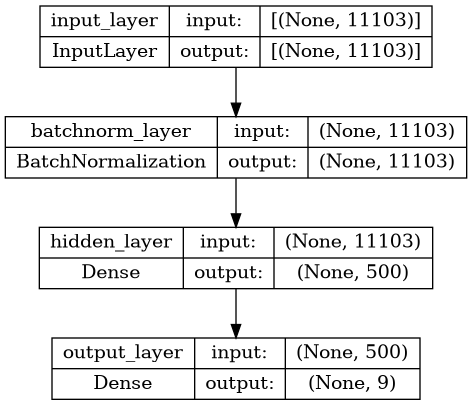 input_layer input: [(None, 11103)]
InputLayer output: [(None, 11103)]
batchnorm_layer input: (None, 11103)
BatchNormalization output: (None, 11103)
hidden_layer input: (None, 11103)
Dense output: (None, 500)
output_layer input: (None, 500)
Dense output: (None, 9)